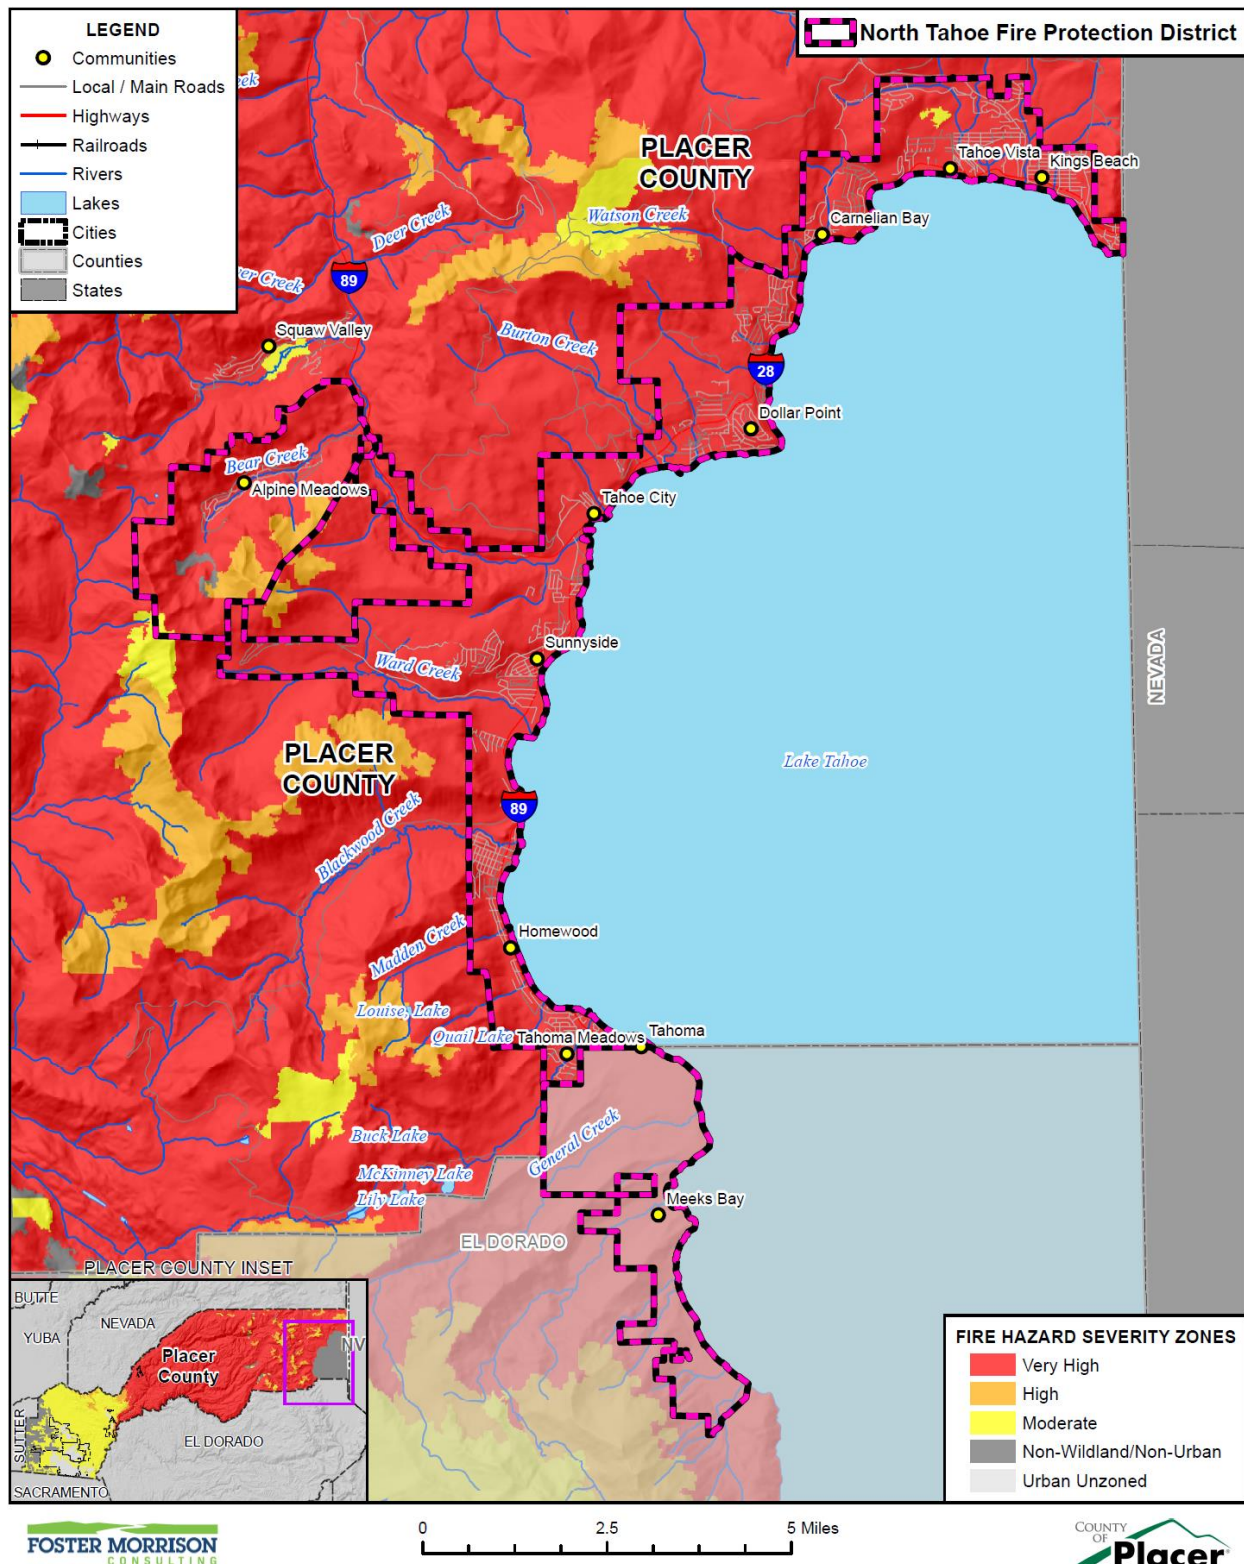 LEGEND
Communities
Local / Main Roads
Highways
Railroads
Rivers
Lakes
Cities
Counties
States
North Tahoe Fire Protection District
eek
PLACER
COUNTY
Tahoe Vista
Kings Beach
Watson Creek
Deer Creek
Carnelian Bay
er Creek
89
Squaw Valley
Burton Creek
28
Dollar Point
Bear Creek
Alpine Meadows
Tahoe City
Sunnyside
Ward Creek
NEVADA
PLACER
COUNTY
Lake Tahoe
89
Blackwood Creek
Homewood
Madden Creek
Louise, Lake
Quail Lake
Tahoma Meadows
Tahoma
Buck Lake
General Creek
McKinney Lake
Lily Lake
Meeks Bay
EL DORADO
PLACER COUNTY INSET
BUTTE
YUBA
NEVADA
NV
Placer
County
SUTTER
EL DORADO
SACRAMENTO
FIRE HAZARD SEVERITY ZONES
Very High
High
Moderate
Non-Wildland/Non-Urban
Urban Unzoned
FOSTER MORRISON
CONSULTING
0 2.5 5 Miles
COUNTY
OF
Placer